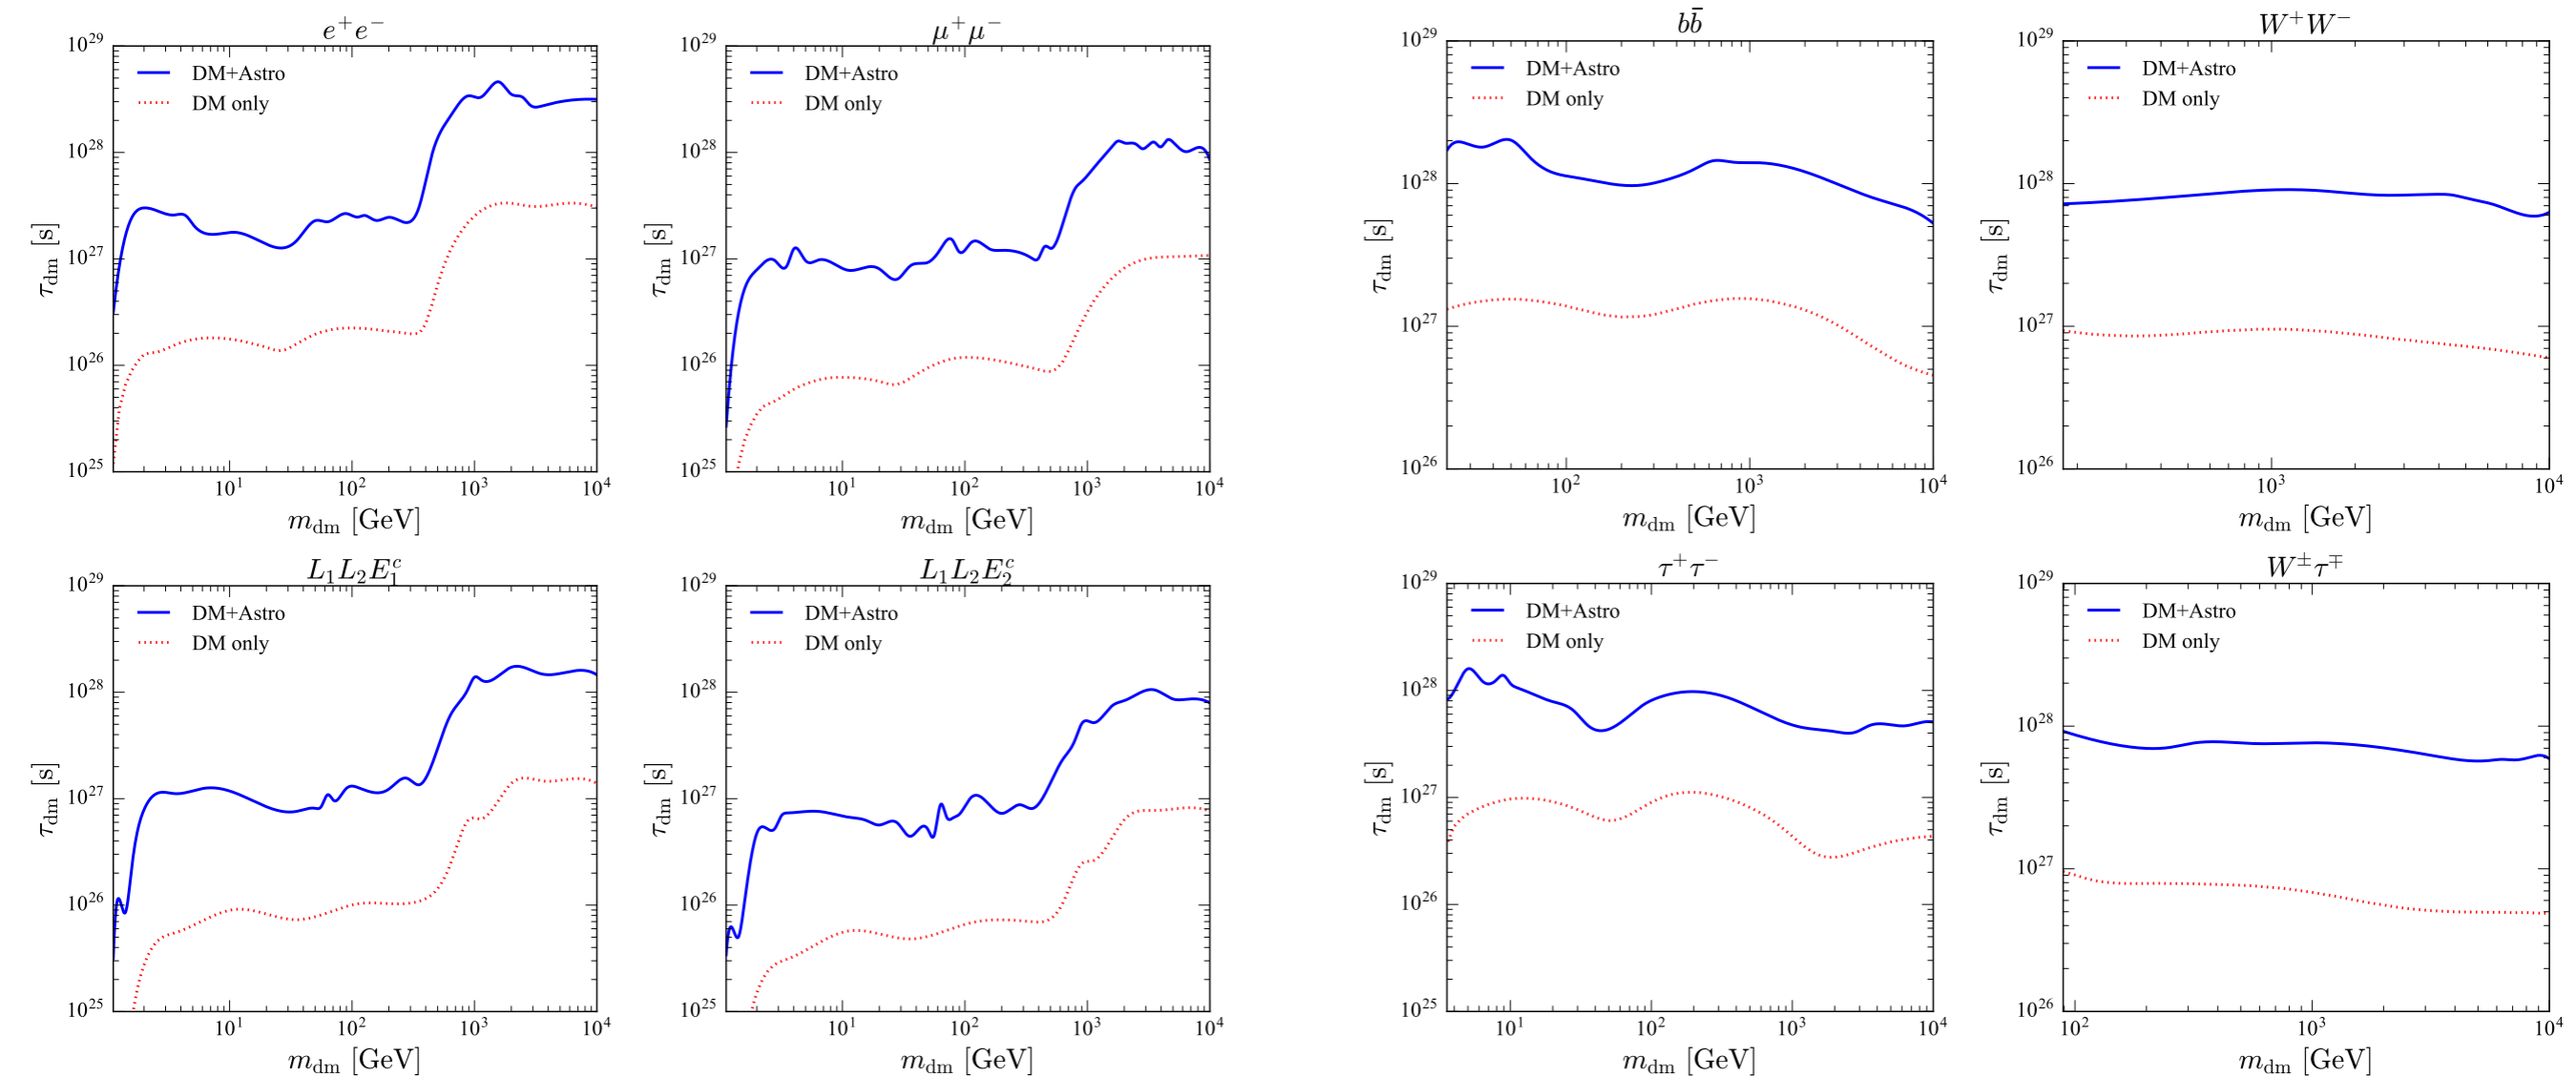 e⁺e⁻
10²⁹
10²⁸
10²⁷
10²⁶
10²⁵
τ_dm [s]
DM+Astro
DM only
10¹ 10² 10³ 10⁴
m_dm [GeV]
μ⁺μ⁻
10²⁹
10²⁸
10²⁷
10²⁶
10²⁵
τ_dm [s]
DM+Astro
DM only
10¹ 10² 10³ 10⁴
m_dm [GeV]
bb̄
10²⁹
10²⁸
10²⁷
10²⁶
τ_dm [s]
DM+Astro
DM only
10² 10³ 10⁴
m_dm [GeV]
W⁺W⁻
10²⁹
10²⁸
10²⁷
10²⁶
τ_dm [s]
DM+Astro
DM only
10³ 10⁴
m_dm [GeV]
L₁L₂E₁ᶜ
10²⁹
10²⁸
10²⁷
10²⁶
10²⁵
τ_dm [s]
DM+Astro
DM only
10¹ 10² 10³ 10⁴
m_dm [GeV]
L₁L₂E₂ᶜ
10²⁹
10²⁸
10²⁷
10²⁶
10²⁵
τ_dm [s]
DM+Astro
DM only
10¹ 10² 10³ 10⁴
m_dm [GeV]
τ⁺τ⁻
10²⁹
10²⁸
10²⁷
10²⁶
10²⁵
τ_dm [s]
DM+Astro
DM only
10¹ 10² 10³ 10⁴
m_dm [GeV]
W^±τ^∓
10²⁹
10²⁸
10²⁷
10²⁶
τ_dm [s]
DM+Astro
DM only
10² 10³ 10⁴
m_dm [GeV]